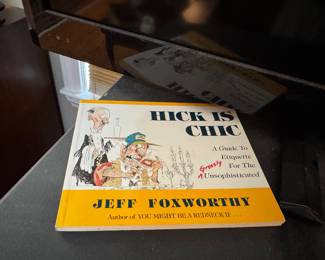 HICK IS
CHIC
A Guide To
Etiquette
Grossly
For The
Unsophisticated
JEFF FOXWORTHY
Author of YOU MIGHT BE A REDNECK IF . . .